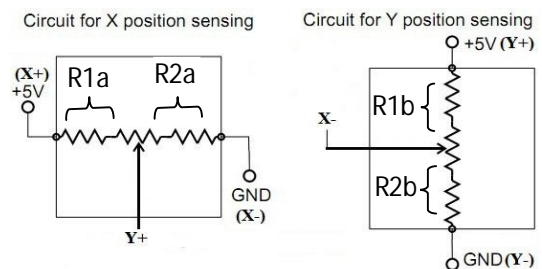 Circuit for X position sensing
(X+)
+5V
R1a
R2a
GND
(X-)
Y+
Circuit for Y position sensing
+5V (Y+)
R1b
X-
R2b
GND (Y-)